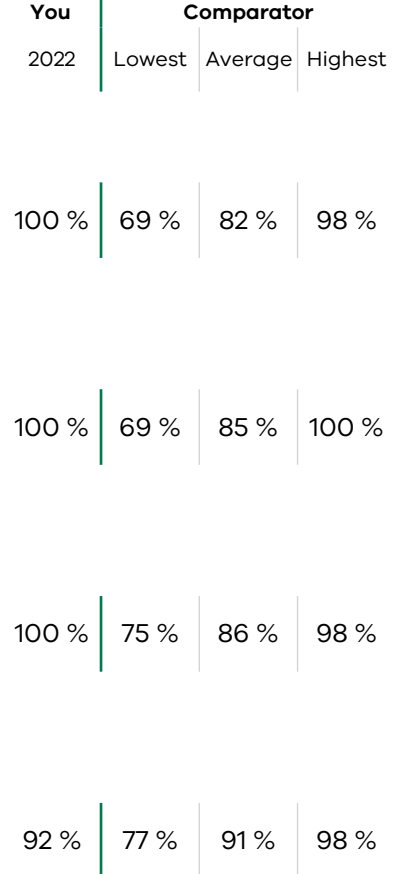 You Comparator
2022 Lowest Average Highest
100 % 69 % 82 % 98 %
100 % 69 % 85 % 100 %
100 % 75 % 86 % 98 %
92 % 77 % 91 % 98 %